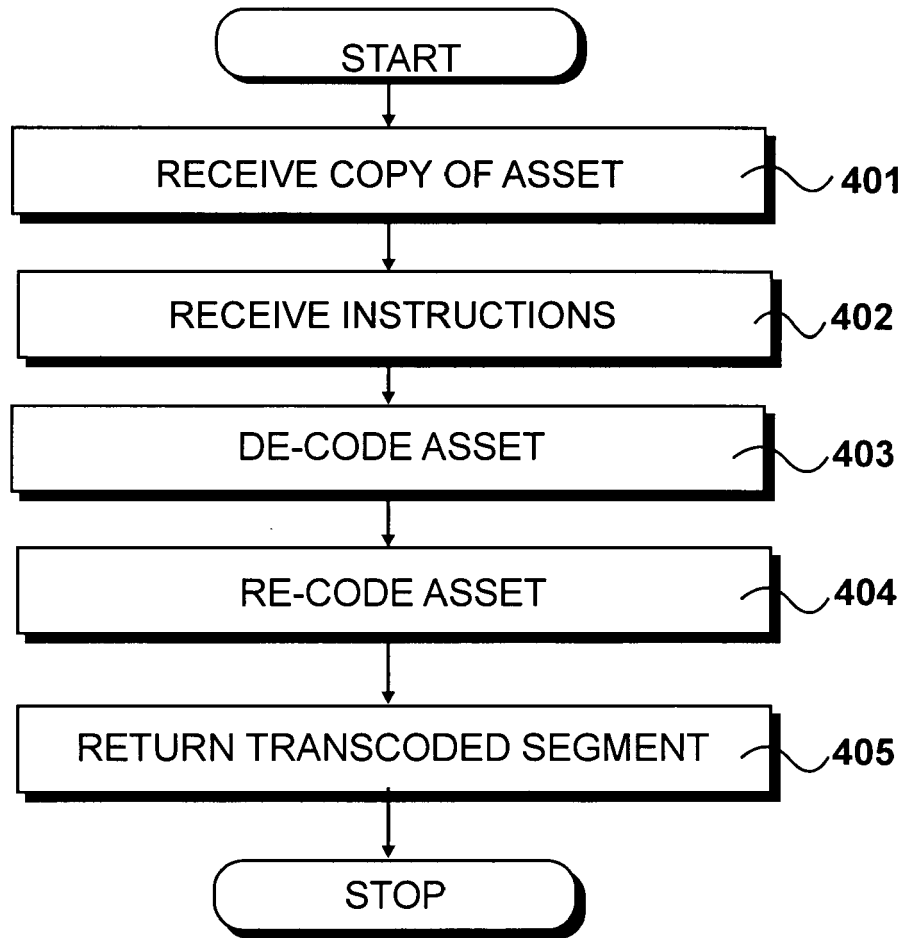 START
RECEIVE COPY OF ASSET 401
RECEIVE INSTRUCTIONS 402
DE-CODE ASSET 403
RE-CODE ASSET 404
RETURN TRANSCODED SEGMENT 405
STOP